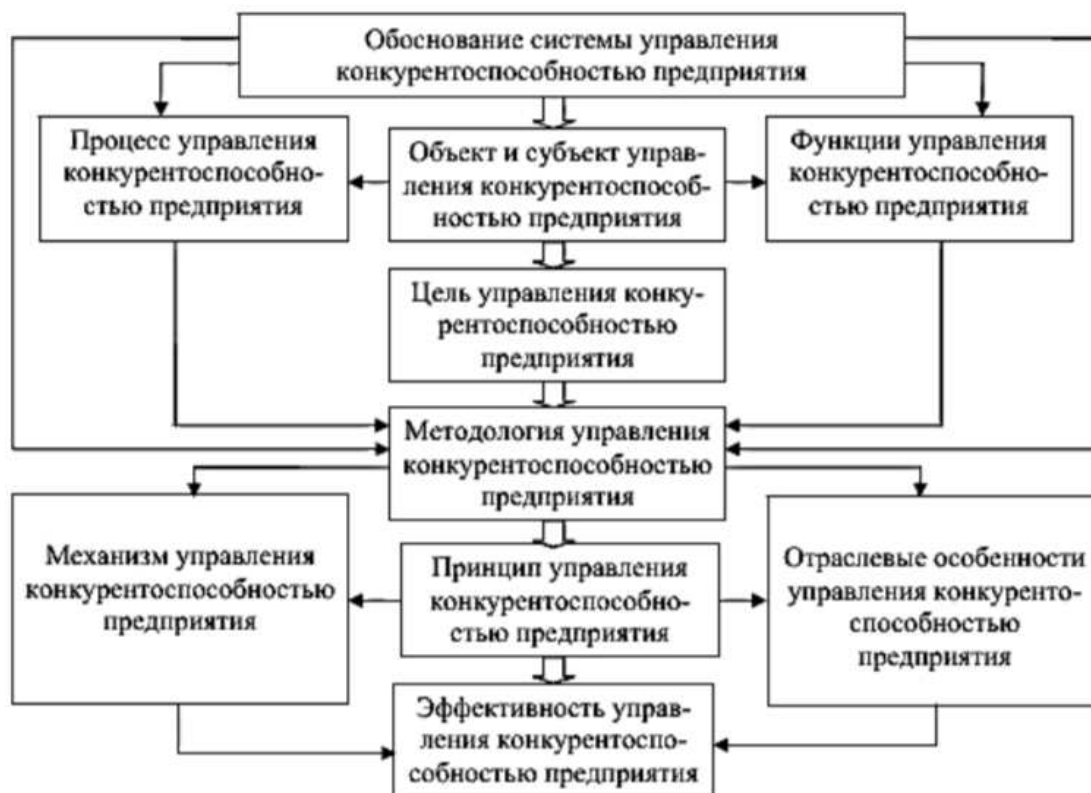 Обоснование системы управления
конкурентоспособностью предприятия
Процесс управления
конкурентоспособно-
стью предприятия
Объект и субъект управ-
ления конкурентоспособ-
ностью предприятия
Функции управления
конкурентоспособно-
стью предприятия
Цель управления конку-
рентоспособностью
предприятия
Методология управления
конкурентоспособностью
предприятия
Механизм управления
конкурентоспособностью
предприятия
Принцип управления
конкурентоспособно-
стью предприятия
Отраслевые особенности
управления конкуренто-
способностью
предприятия
Эффективность управ-
ления конкурентоспо-
собностью предприятия